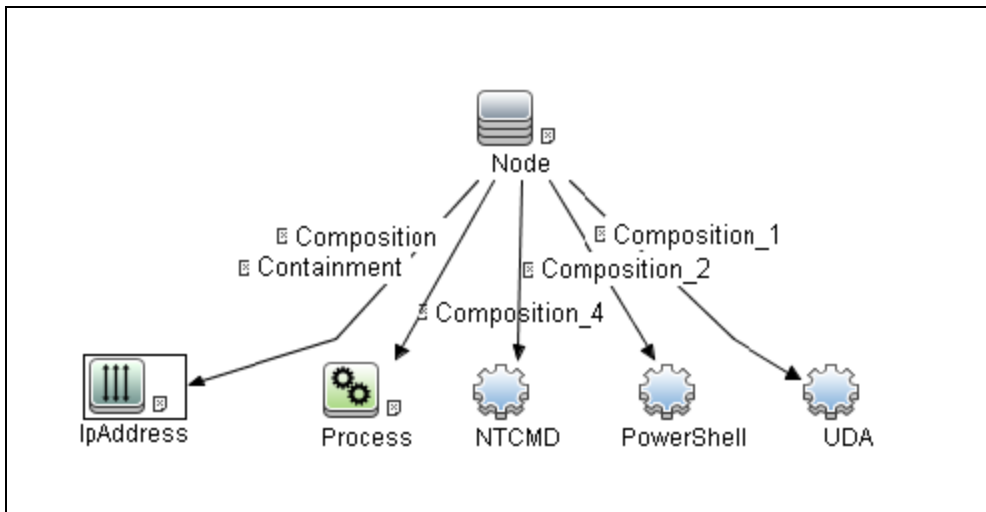 Node
Composition
Composition_1
Containment
Composition_2
Composition_4
IpAddress
Process
NTCMD
PowerShell
UDA